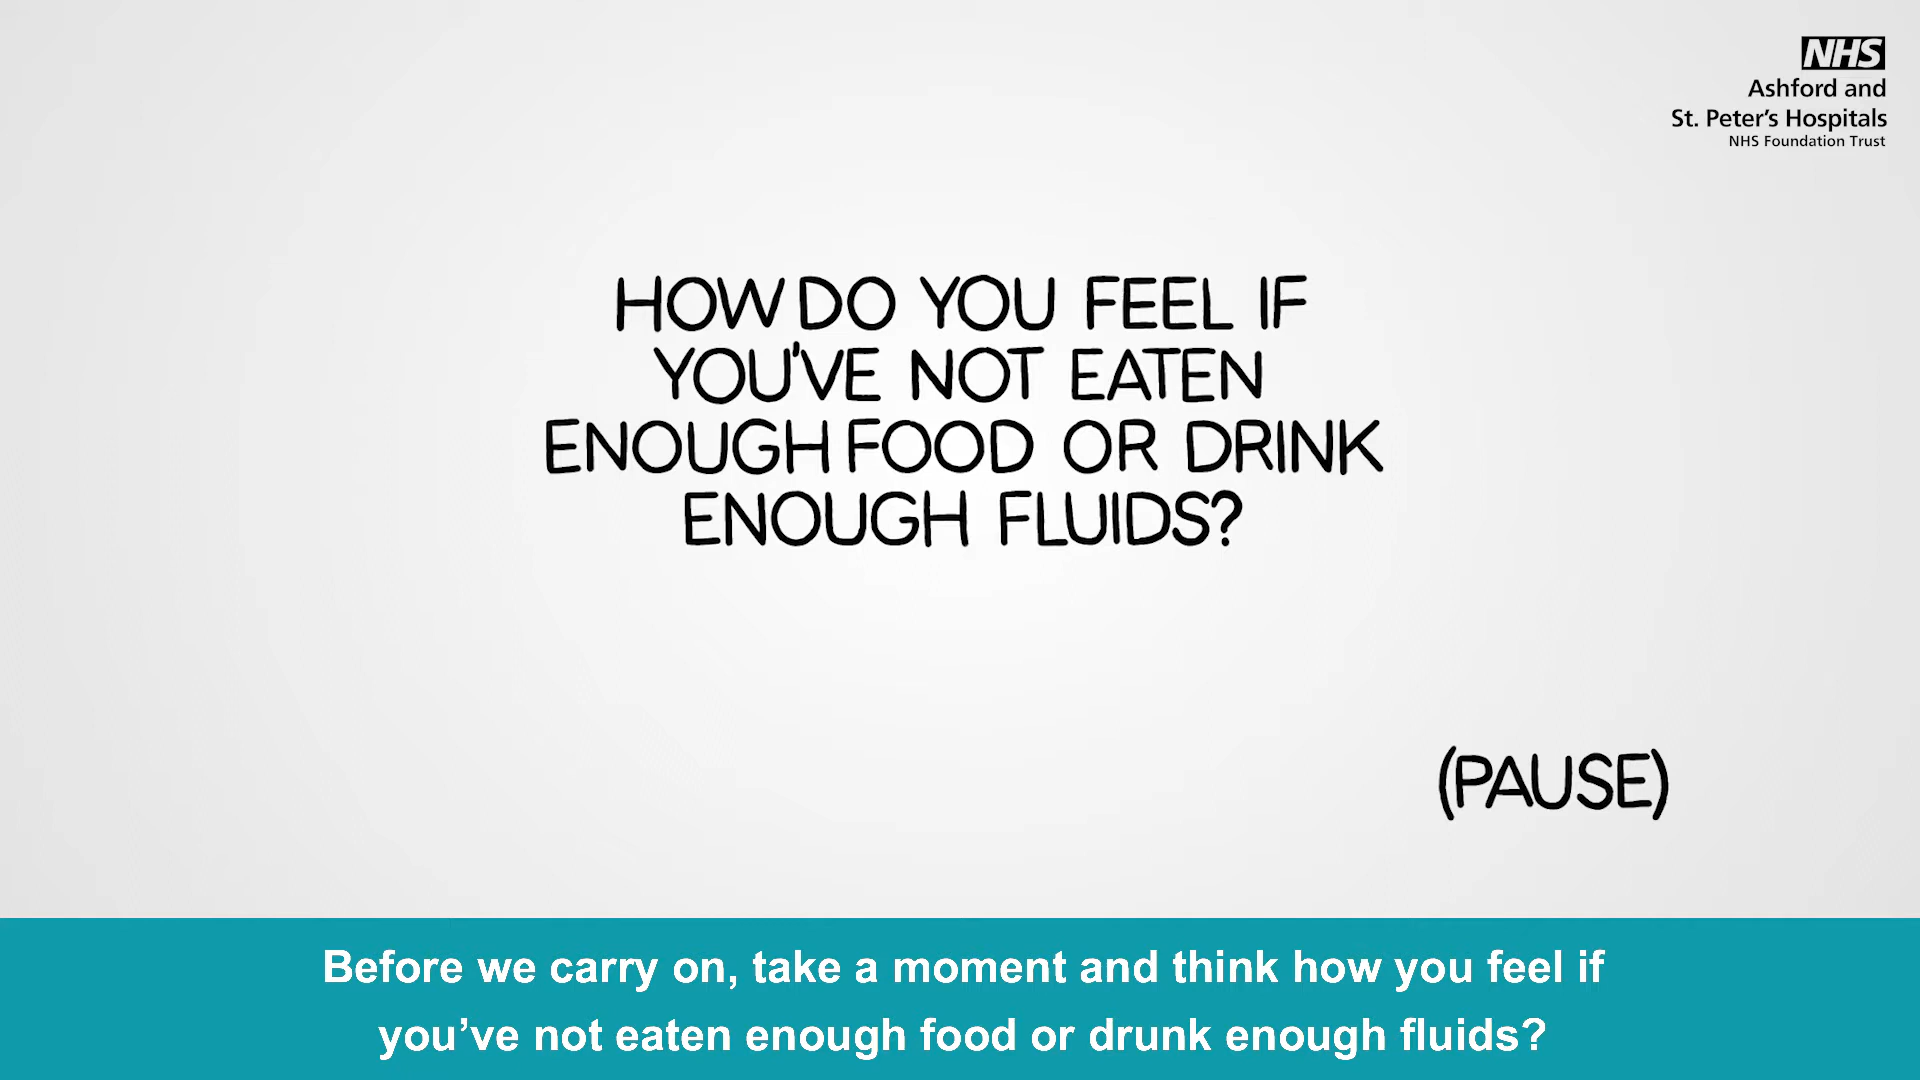 NHS
Ashford and
St. Peter's Hospitals
NHS Foundation Trust
HOW DO YOU FEEL IF
YOU'VE NOT EATEN
ENOUGH FOOD OR DRINK
ENOUGH FLUIDS?
(PAUSE)
Before we carry on, take a moment and think how you feel if
you’ve not eaten enough food or drunk enough fluids?